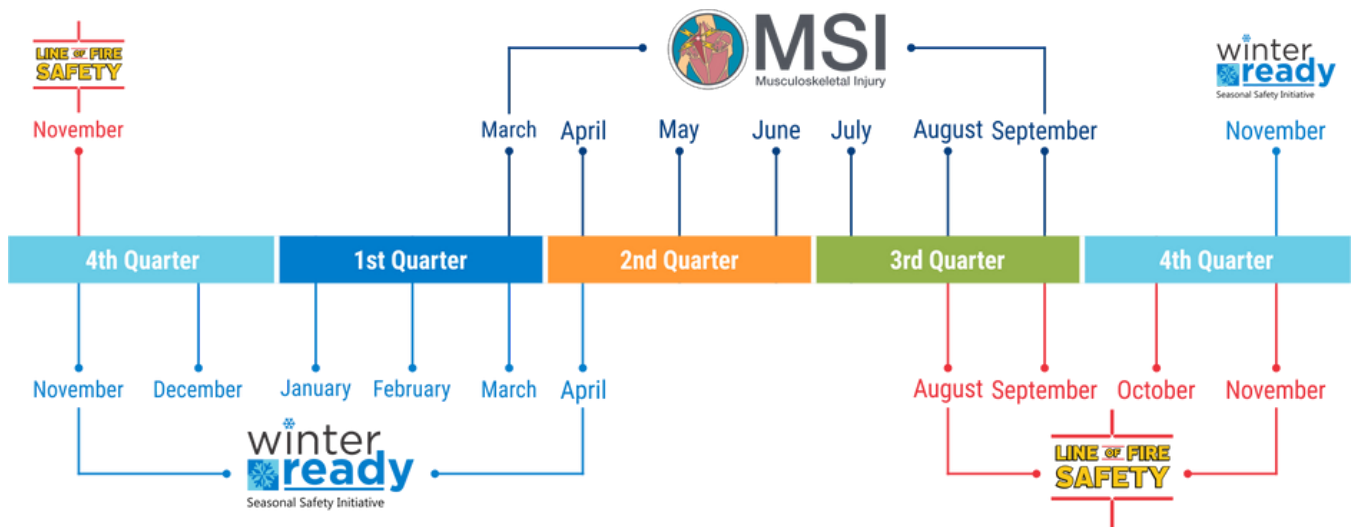 LINE OF FIRE
SAFETY
November
MSI
Musculoskeletal Injury
winter
ready
Seasonal Safety Initiative
March
April
May
June
July
August
September
November
4th Quarter
1st Quarter
2nd Quarter
3rd Quarter
4th Quarter
November
December
January
February
March
April
August
September
October
November
winter
ready
Seasonal Safety Initiative
LINE OF FIRE
SAFETY